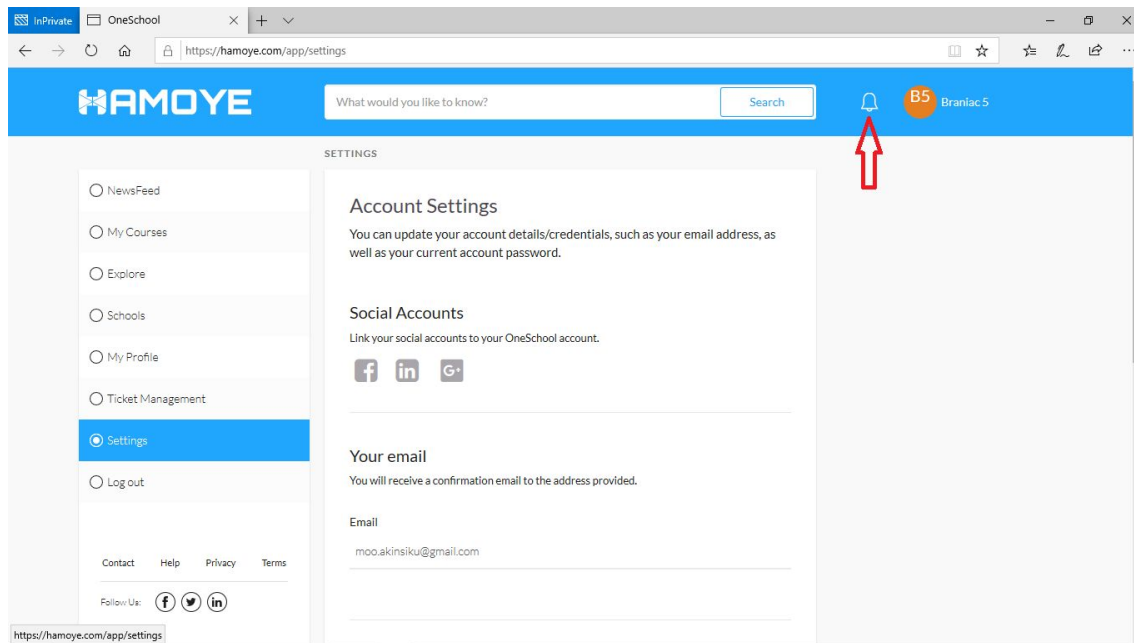 InPrivate
OneSchool
https://hamoye.com/app/settings
HAMOYE
What would you like to know?
Search
B5
Braniac 5
SETTINGS
NewsFeed
My Courses
Explore
Schools
My Profile
Ticket Management
Settings
Log out
Contact Help Privacy Terms
Follow Us:
Account Settings
You can update your account details/credentials, such as your email address, as
well as your current account password.
Social Accounts
Link your social accounts to your OneSchool account.
f in G+
Your email
You will receive a confirmation email to the address provided.
Email
moo.akinsiku@gmail.com
https://hamoye.com/app/settings